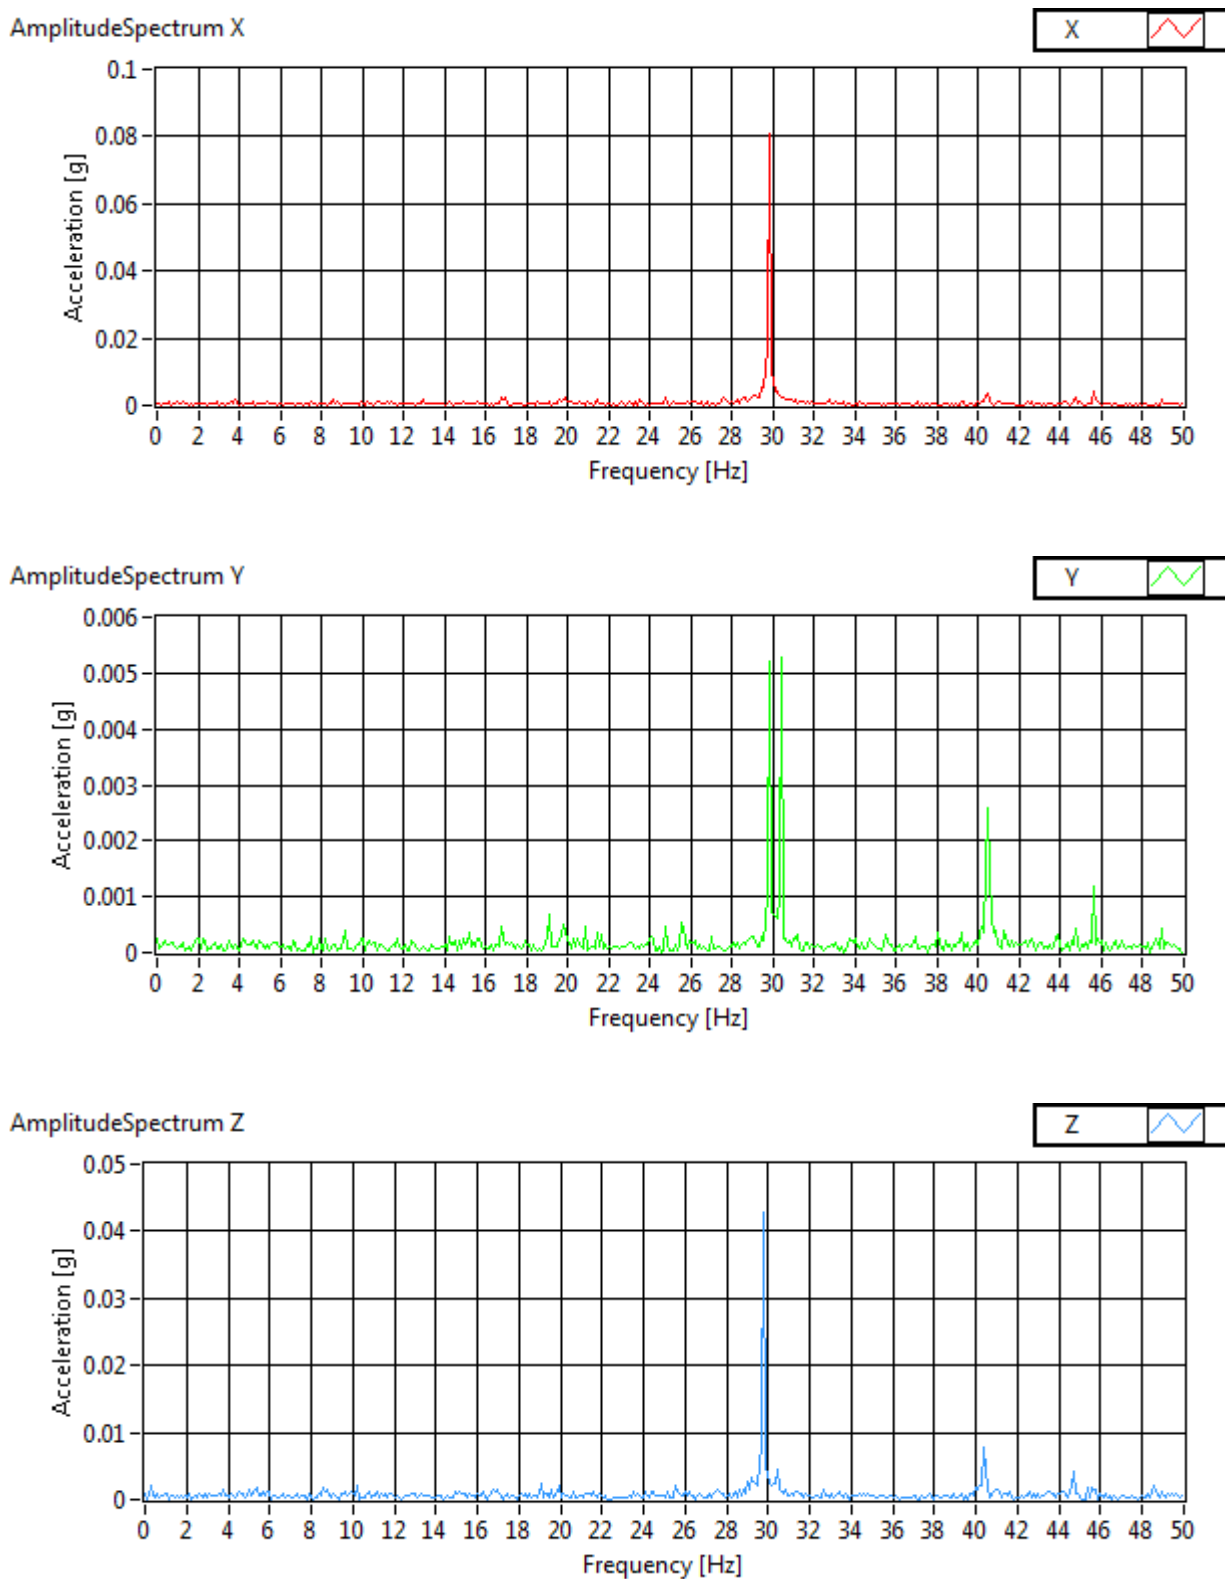 AmplitudeSpectrum X
X
Acceleration [g]
0.1
0.08
0.06
0.04
0.02
0
0 2 4 6 8 10 12 14 16 18 20 22 24 26 28 30 32 34 36 38 40 42 44 46 48 50
Frequency [Hz]
AmplitudeSpectrum Y
Y
Acceleration [g]
0.006
0.005
0.004
0.003
0.002
0.001
0
0 2 4 6 8 10 12 14 16 18 20 22 24 26 28 30 32 34 36 38 40 42 44 46 48 50
Frequency [Hz]
AmplitudeSpectrum Z
Z
Acceleration [g]
0.05
0.04
0.03
0.02
0.01
0
0 2 4 6 8 10 12 14 16 18 20 22 24 26 28 30 32 34 36 38 40 42 44 46 48 50
Frequency [Hz]